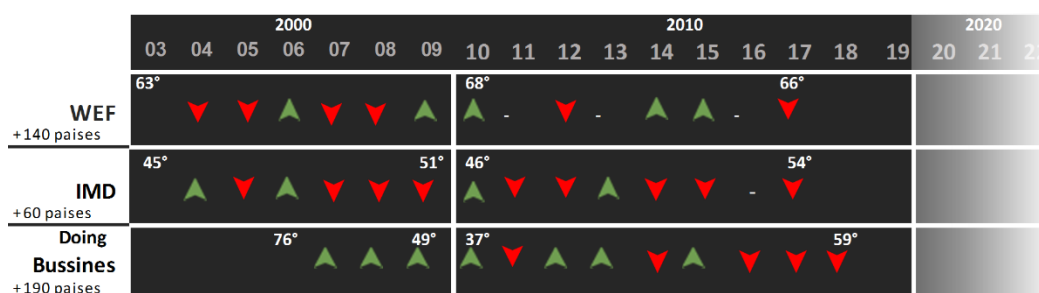 2000 2010 2020
03 04 05 06 07 08 09 10 11 12 13 14 15 16 17 18 19 20 21
63° 68° 66°
WEF - - -
+140 paises
45° 51° 46° 54°
IMD -
+60 paises
Doing 76° 49° 37° 59°
Bussines
+190 paises